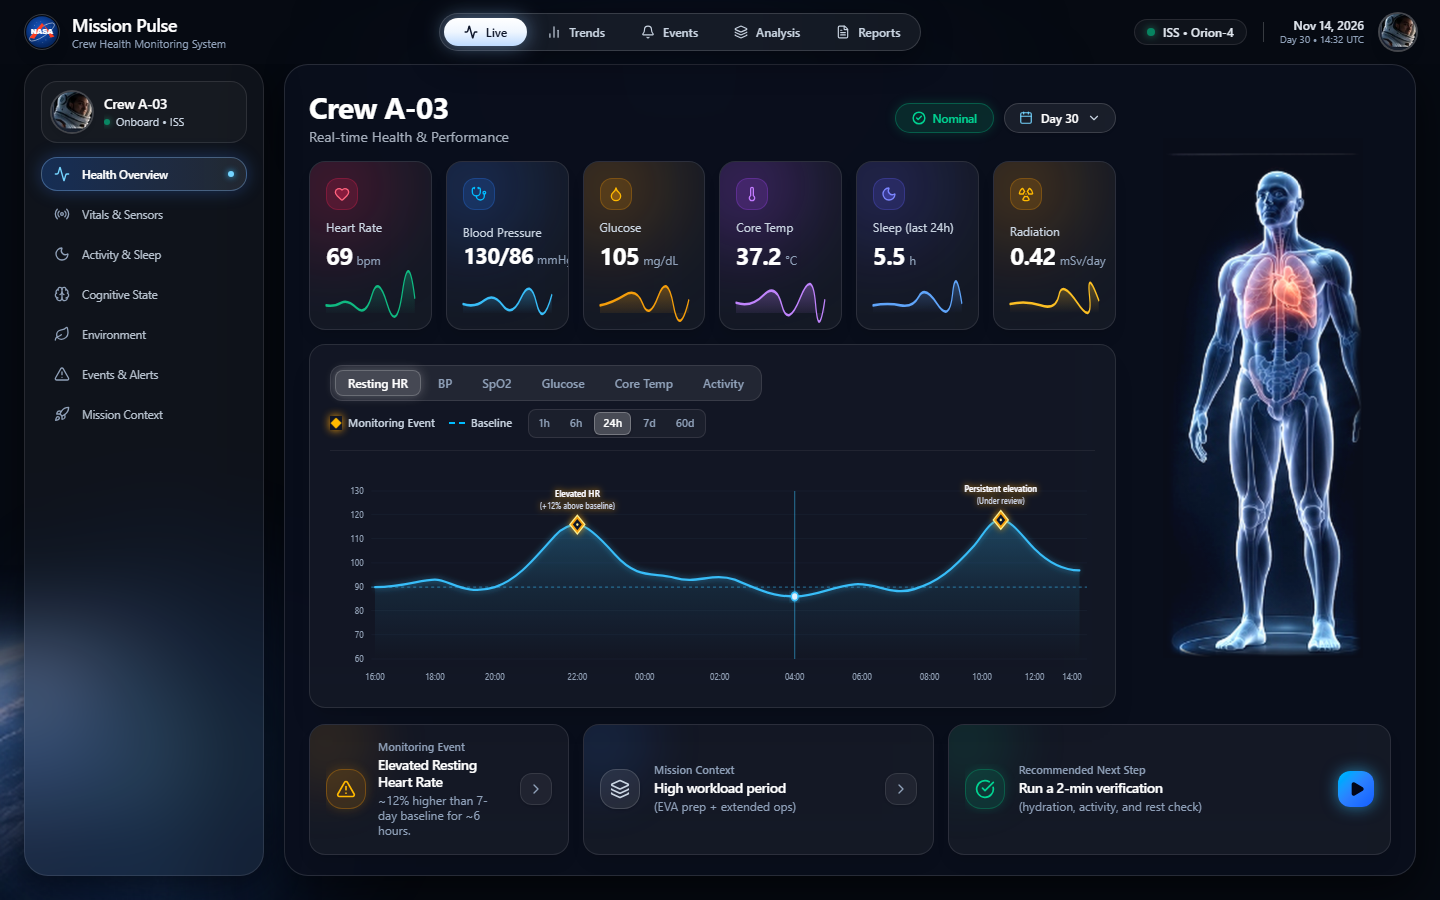 NASA
Mission Pulse
Crew Health Monitoring System
Live
Trends
Events
Analysis
Reports
ISS • Orion-4
Nov 14, 2026
Day 30 • 14:32 UTC
Crew A-03
Onboard • ISS
Health Overview
Vitals & Sensors
Activity & Sleep
Cognitive State
Environment
Events & Alerts
Mission Context
Crew A-03
Real-time Health & Performance
Nominal
Day 30
Heart Rate
69 bpm
Blood Pressure
130/86 mmHg
Glucose
105 mg/dL
Core Temp
37.2 °C
Sleep (last 24h)
5.5 h
Radiation
0.42 mSv/day
Resting HR
BP
SpO2
Glucose
Core Temp
Activity
Monitoring Event
Baseline
1h
6h
24h
7d
60d
130
120
110
100
90
80
70
60
Elevated HR
(+12% above baseline)
Persistent elevation
(Under review)
16:00
18:00
20:00
22:00
00:00
02:00
04:00
06:00
08:00
10:00
12:00
14:00
Monitoring Event
Elevated Resting
Heart Rate
~12% higher than 7-
day baseline for ~6
hours.
Mission Context
High workload period
(EVA prep + extended ops)
Recommended Next Step
Run a 2-min verification
(hydration, activity, and rest check)